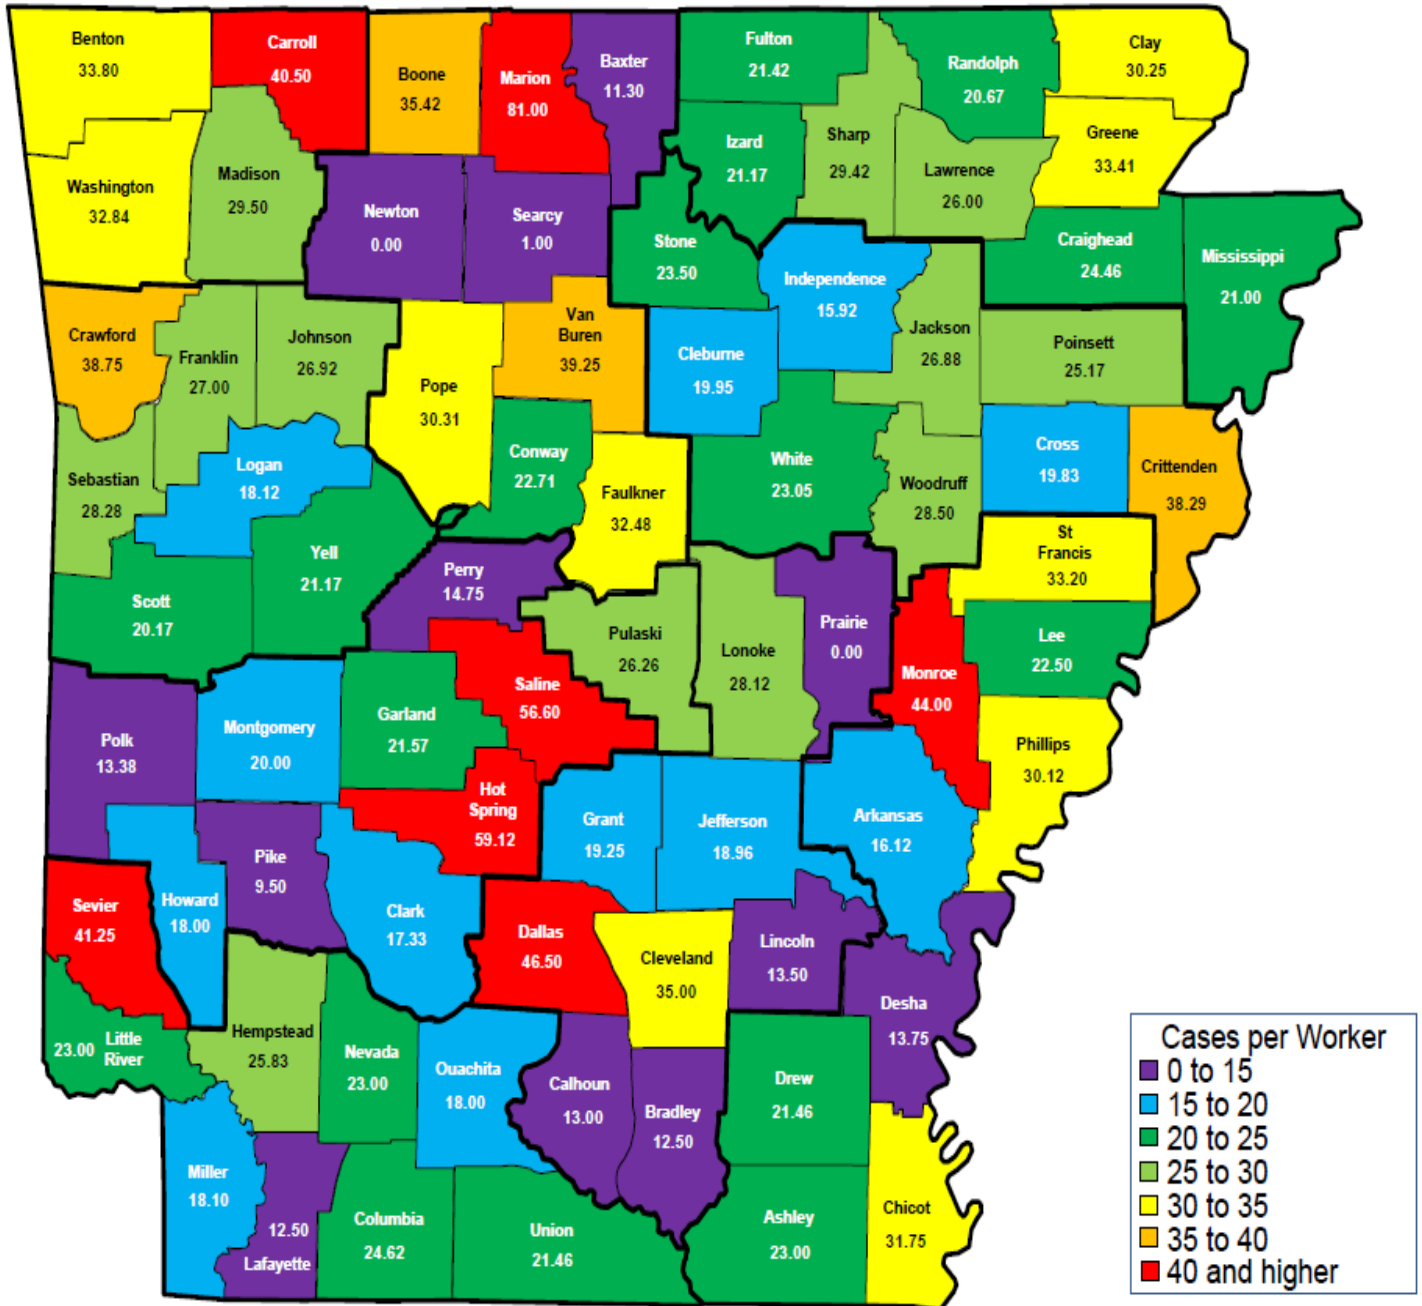 Benton
33.80
Carroll
40.50
Boone
35.42
Marion
81.00
Baxter
11.30
Fulton
21.42
Randolph
20.67
Clay
30.25
Greene
33.41
Izard
21.17
Sharp
29.42
Lawrence
26.00
Washington
32.84
Madison
29.50
Newton
0.00
Searcy
1.00
Stone
23.50
Independence
15.92
Craighead
24.46
Mississippi
21.00
Crawford
38.75
Franklin
27.00
Johnson
26.92
Pope
30.31
Van
Buren
39.25
Cleburne
19.95
Jackson
26.88
Poinsett
25.17
Sebastian
28.28
Logan
18.12
Conway
22.71
Faulkner
32.48
White
23.05
Woodruff
28.50
Cross
19.83
Crittenden
38.29
Scott
20.17
Yell
21.17
Perry
14.75
St
Francis
33.20
Pulaski
26.26
Lonoke
28.12
Prairie
0.00
Monroe
44.00
Lee
22.50
Polk
13.38
Montgomery
20.00
Garland
21.57
Saline
56.60
Hot
Spring
59.12
Grant
19.25
Jefferson
18.96
Arkansas
16.12
Phillips
30.12
Sevier
41.25
Howard
18.00
Pike
9.50
Clark
17.33
Dallas
46.50
Cleveland
35.00
Lincoln
13.50
Desha
13.75
23.00 Little
River
Hempstead
25.83
Nevada
23.00
Ouachita
18.00
Calhoun
13.00
Bradley
12.50
Drew
21.46
Miller
18.10
12.50
Lafayette
Columbia
24.62
Union
21.46
Ashley
23.00
Chicot
31.75
Cases per Worker
0 to 15
15 to 20
20 to 25
25 to 30
30 to 35
35 to 40
40 and higher